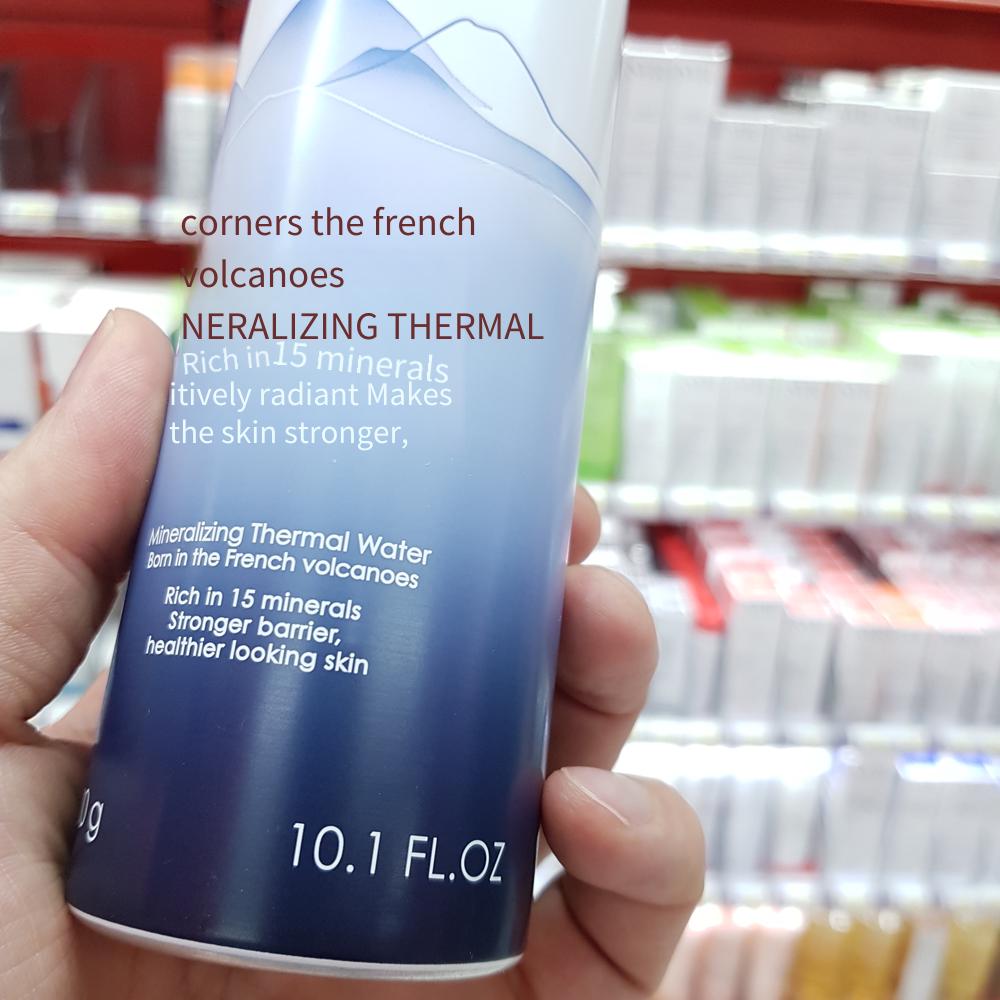 corners the french
volcanoes
NERALIZING THERMAL
Rich in15 minerals
itively radiant Makes
the skin stronger,
Mineralizing Thermal Water
Born in the French volcanoes
Rich in 15 minerals
Stronger barrier,
healthier looking skin
0g
10.1 FL.OZ